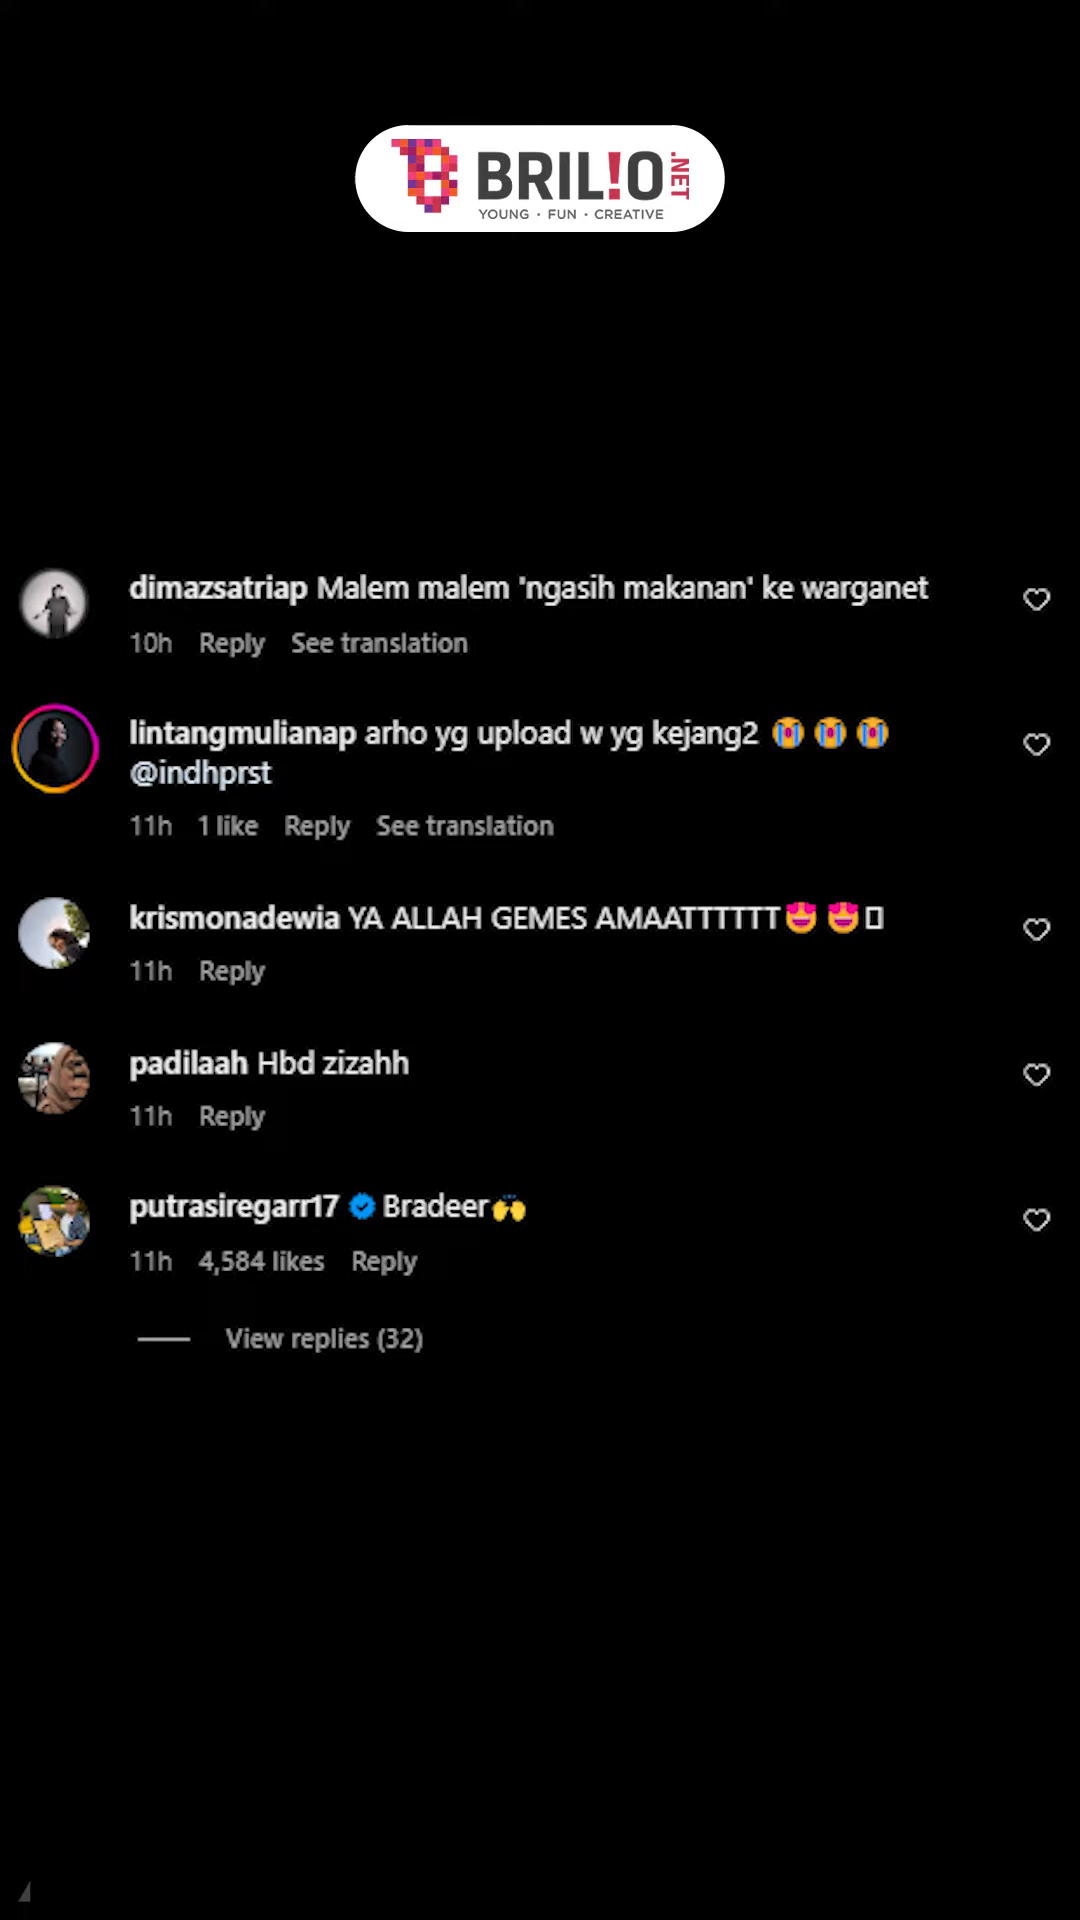 BRIL!O.NET
YOUNG · FUN · CREATIVE
dimazsatriap Malem malem 'ngasih makanan' ke warganet
10h Reply See translation
lintangmulianap arho yg upload w yg kejang2 😭😭😭
@indhprst
11h 1 like Reply See translation
krismonadewia YA ALLAH GEMES AMAATTTTTT😍😍▯
11h Reply
padilaah Hbd zizahh
11h Reply
putrasiregarr17 Bradeer🙌
11h 4,584 likes Reply
View replies (32)